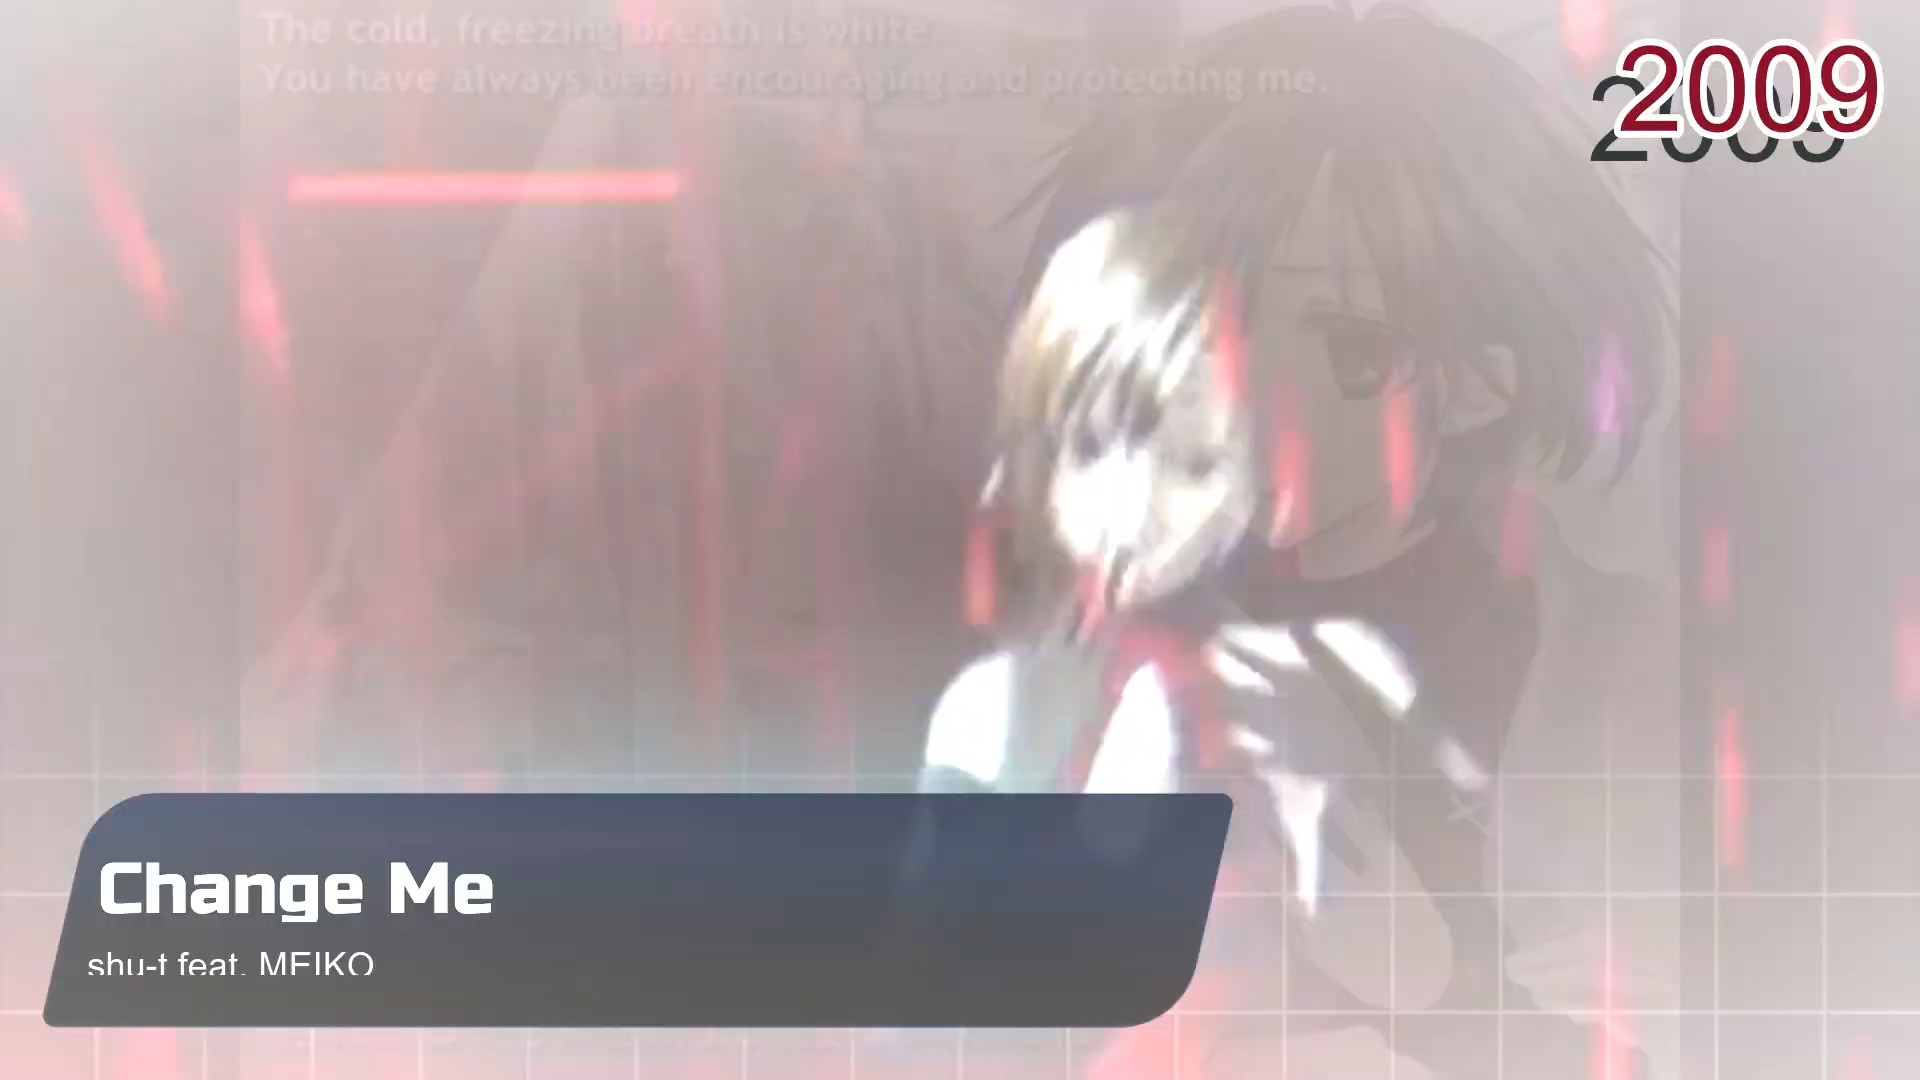 The cold, freezing breath is white.
You have always been encouraging and protecting me.
2009
2009
Change Me
shu-t feat. MEIKO